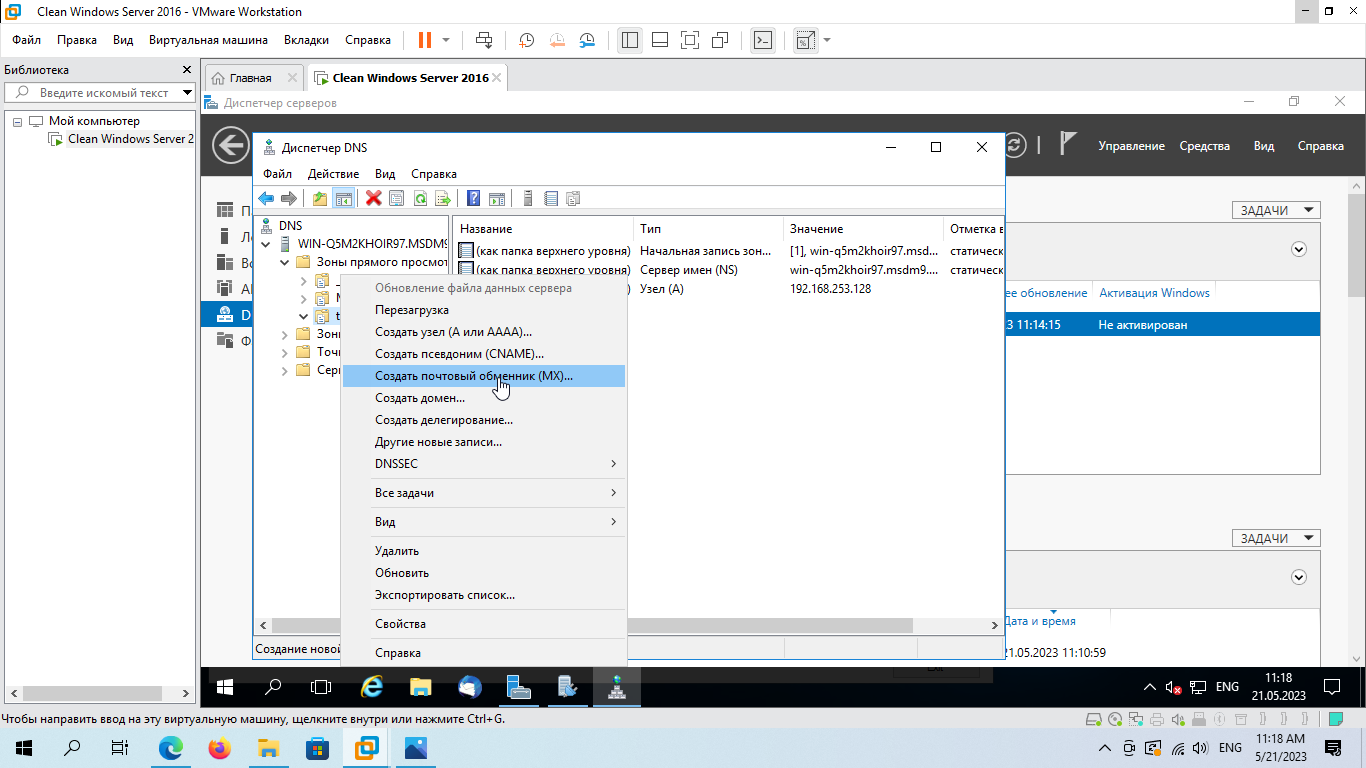 Clean Windows Server 2016 - VMware Workstation
Файл Правка Вид Виртуальная машина Вкладки Справка
Библиотека
Введите искомый текст
Мой компьютер
Clean Windows Server 2
Главная
Clean Windows Server 2016
Диспетчер серверов
Управление Средства Вид Справка
Диспетчер DNS
Файл Действие Вид Справка
DNS
WIN-Q5M2KHOIR97.MSDM9
Зоны прямого просмот
Название Тип Значение Отметка в
(как папка верхнего уровня) Начальная запись зон... [1], win-q5m2khoir97.msd... статическ
(как папка верхнего уровня) Сервер имен (NS) win-q5m2khoir97.msdm9.... статическ
Узел (A) 192.168.253.128
Обновление файла данных сервера
Перезагрузка
Создать узел (A или AAAA)...
Создать псевдоним (CNAME)...
Создать почтовый обменник (MX)...
Создать домен...
Создать делегирование...
Другие новые записи...
DNSSEC
Все задачи
Вид
Удалить
Обновить
Экспортировать список...
Свойства
Справка
Создание новой
ЗАДАЧИ
ее обновление Активация Windows
3 11:14:15 Не активирован
ЗАДАЧИ
Дата и время
21.05.2023 11:10:59
ENG
11:18
21.05.2023
Чтобы направить ввод на эту виртуальную машину, щелкните внутри или нажмите Ctrl+G.
ENG
11:18 AM
5/21/2023